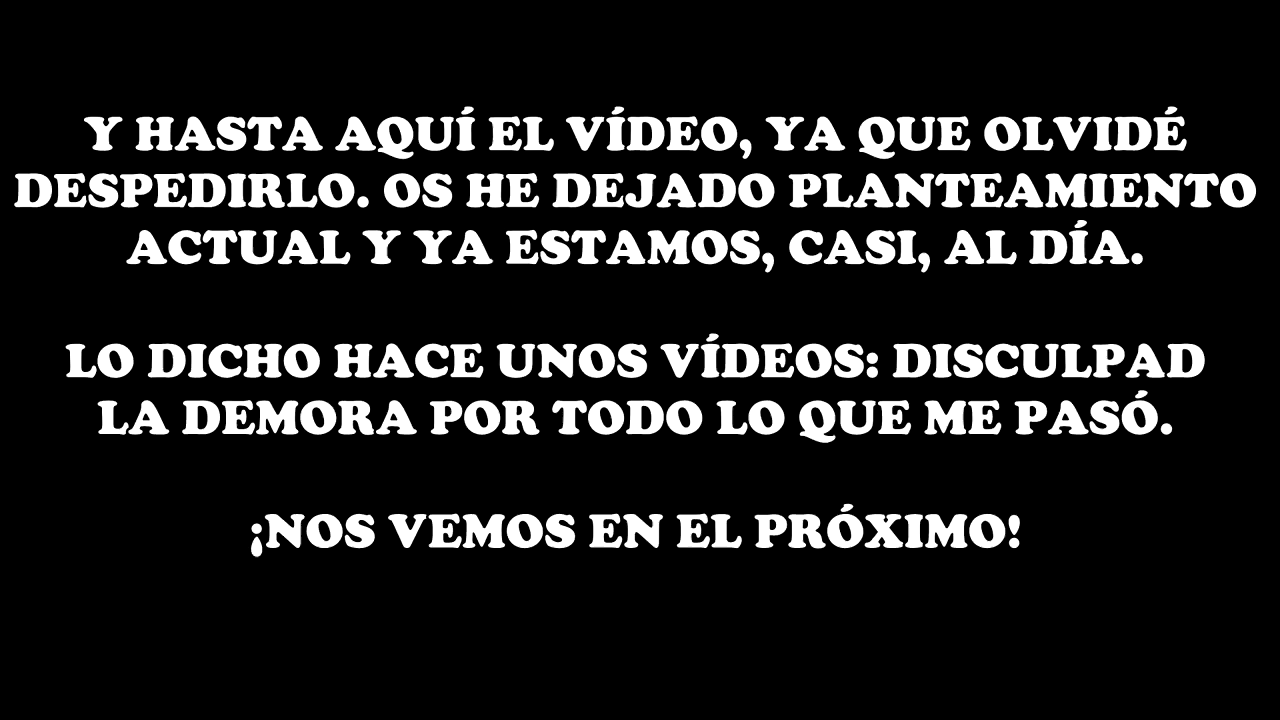 Y HASTA AQUÍ EL VÍDEO, YA QUE OLVIDÉ
DESPEDIRLO. OS HE DEJADO PLANTEAMIENTO
ACTUAL Y YA ESTAMOS, CASI, AL DÍA.
LO DICHO HACE UNOS VÍDEOS: DISCULPAD
LA DEMORA POR TODO LO QUE ME PASÓ.
¡NOS VEMOS EN EL PRÓXIMO!